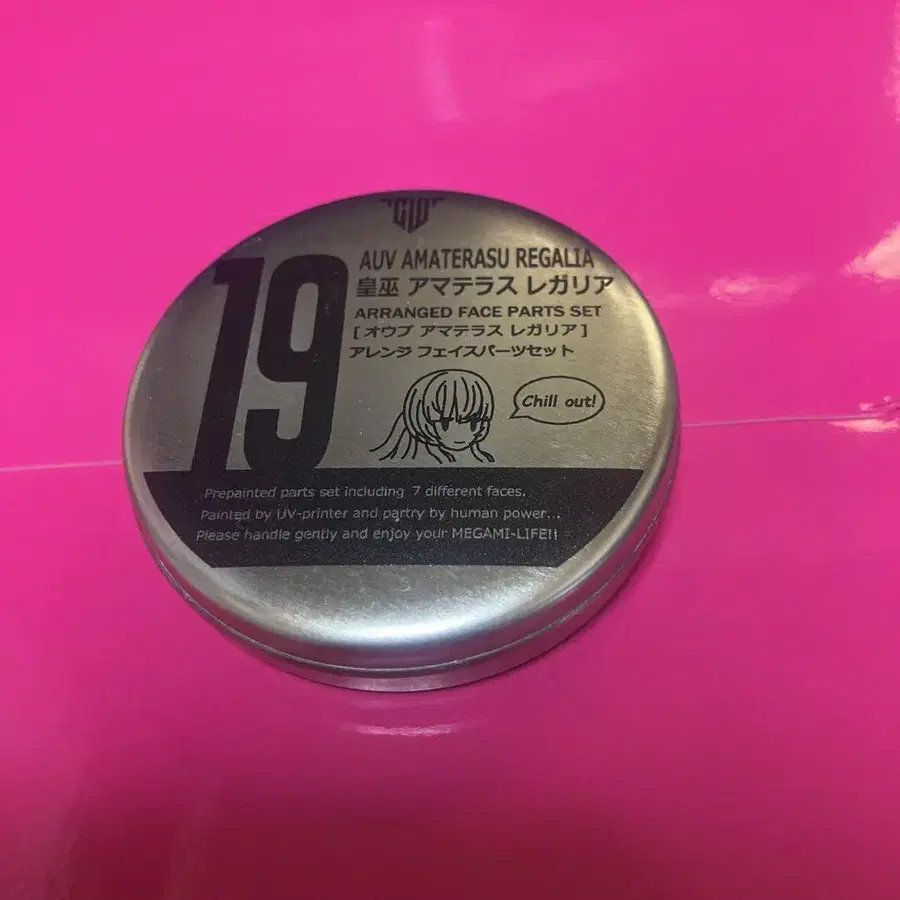 19
AUV AMATERASU REGALIA
皇巫 アマテラス レガリア
ARRANGED FACE PARTS SET
[オウブ アマテラス レガリア]
アレンジ フェイスパーツセット
Chill out!
Prepainted parts set including 7 different faces.
Painted by UV-printer and partry by human power...
Please handle gently and enjoy your MEGAMI-LIFE!!